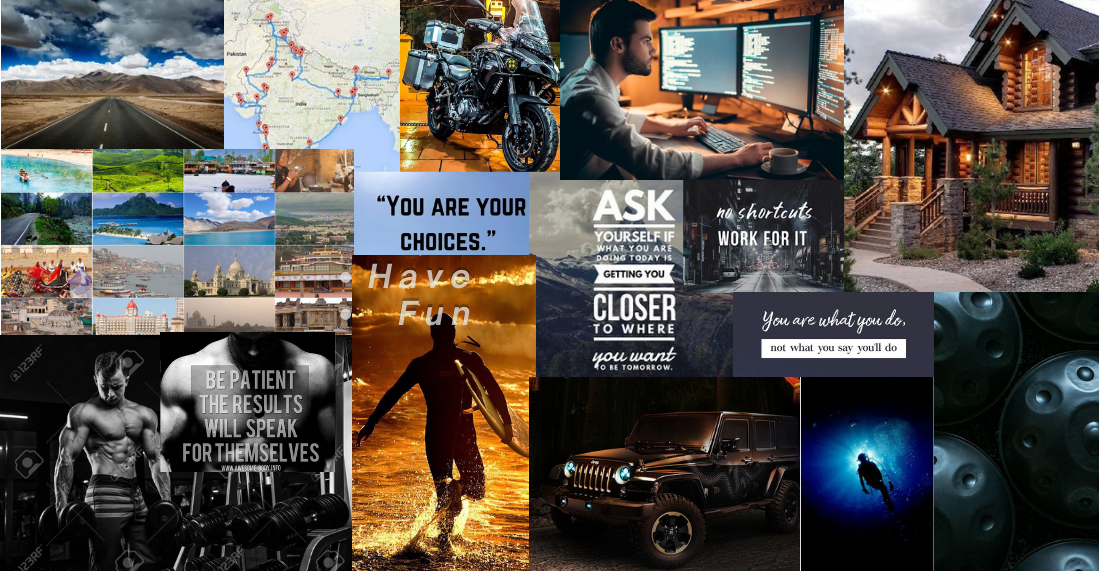 Pakistan
India
“YOU ARE YOUR
CHOICES.”
Have
Fun
ASK
YOURSELF IF
WHAT YOU ARE
DOING TODAY IS
GETTING YOU
CLOSER
TO WHERE
you want
TO BE TOMORROW.
no shortcuts
WORK FOR IT
You are what you do,
not what you say you'll do
BE PATIENT
THE RESULTS
WILL SPEAK
FOR THEMSELVES
WWW.AWESOMEBODY.INFO
123RF
123RF
123RF
123RF